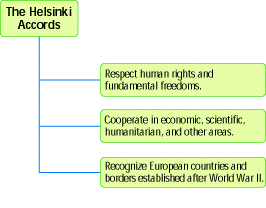 The Helsinki
Accords
Respect human rights and
fundamental freedoms.
Cooperate in economic, scientific,
humanitarian, and other areas.
Recognize European countries and
borders established after World War II.